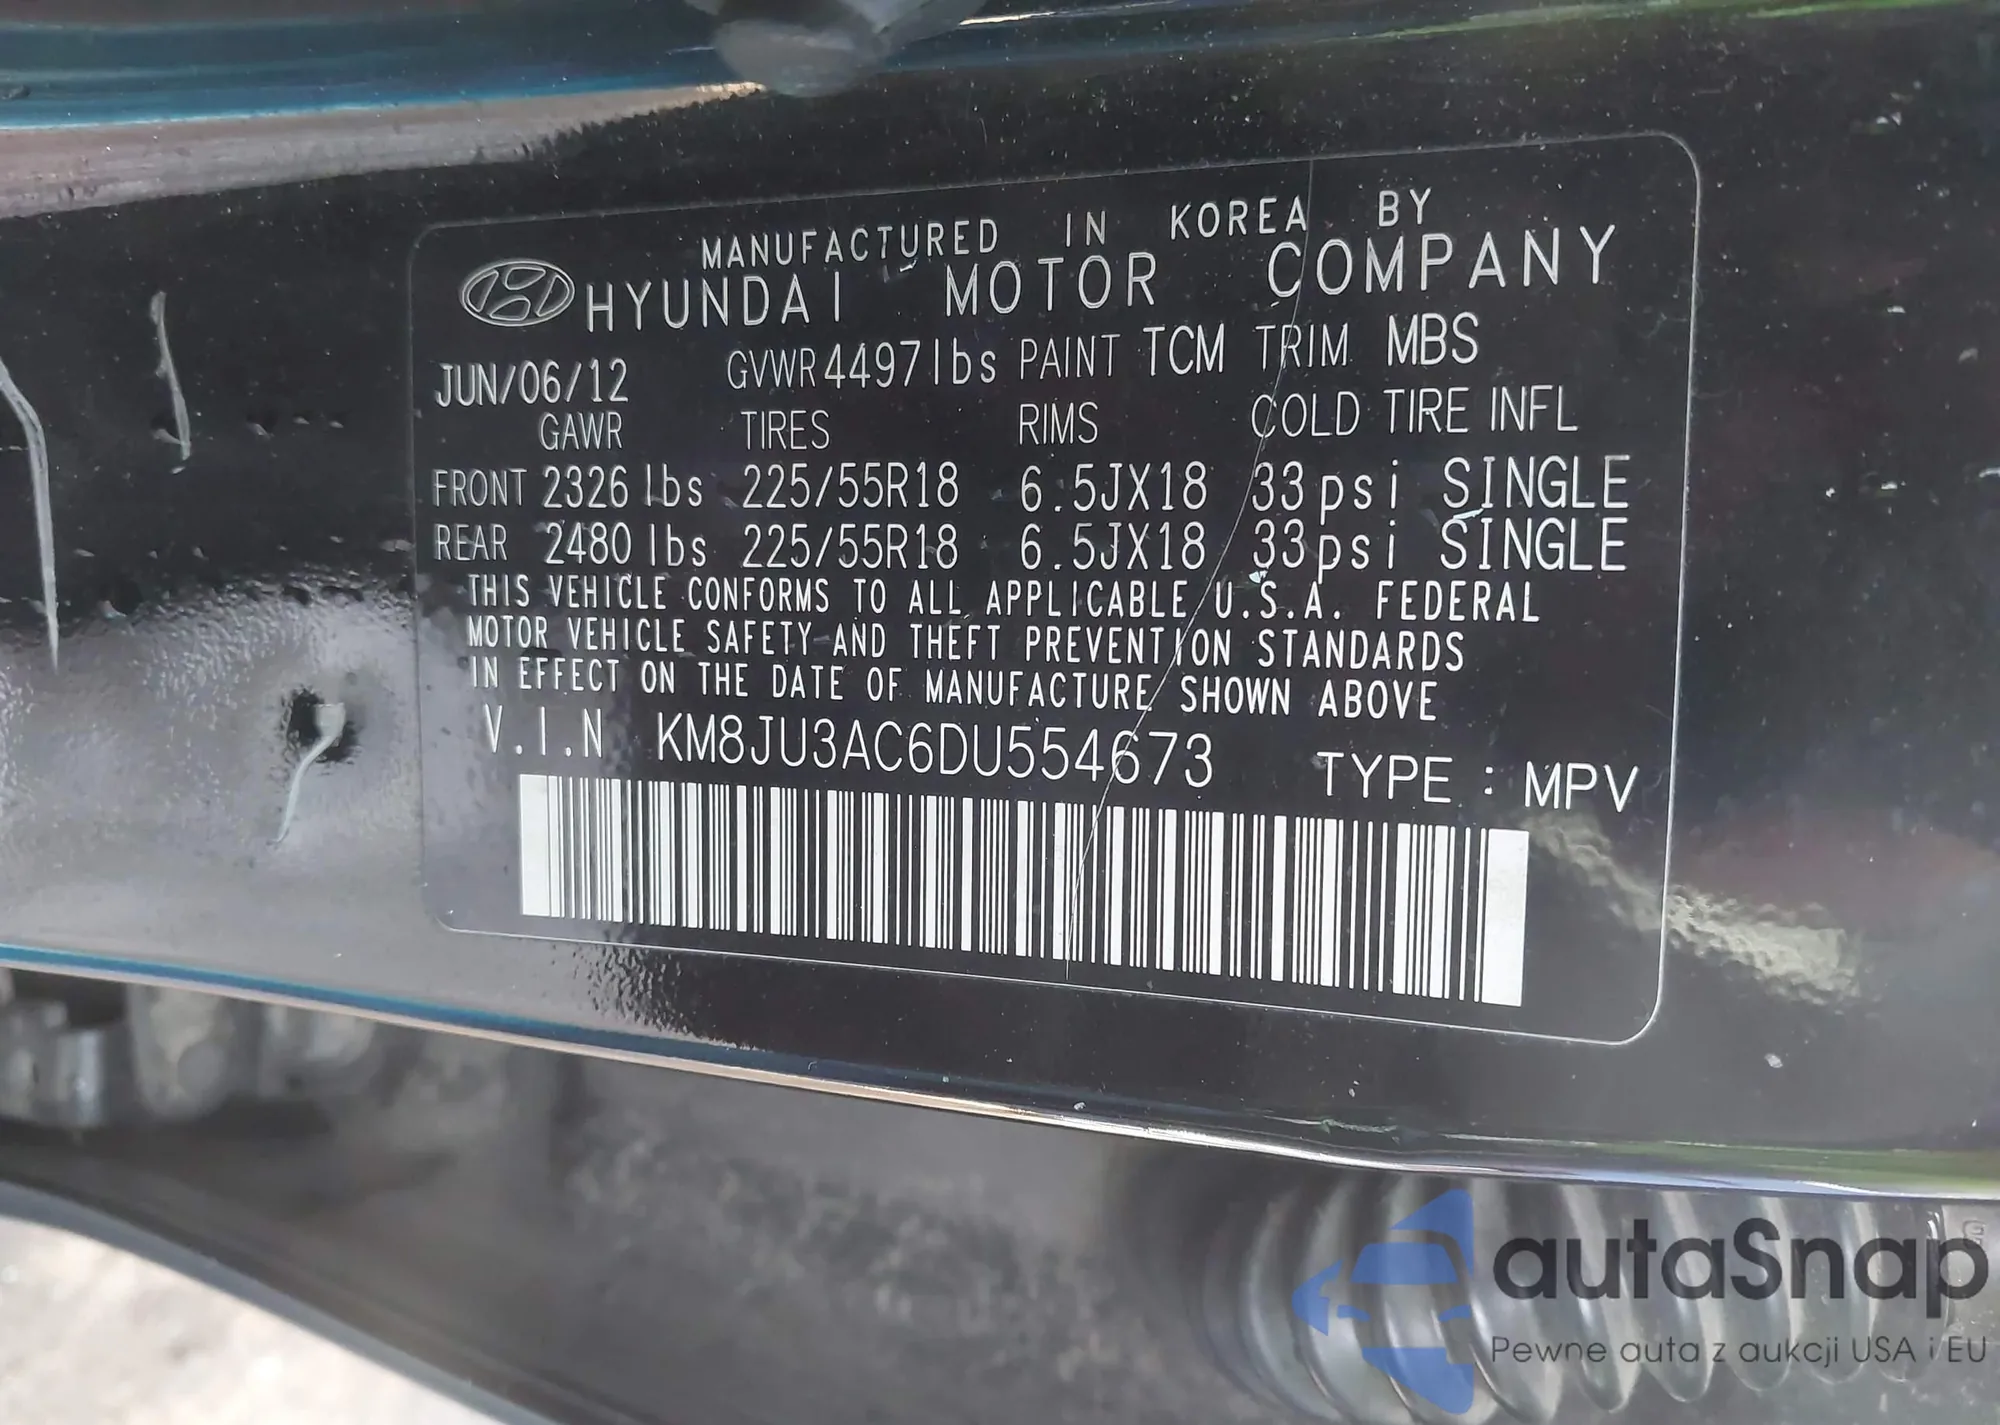 MANUFACTURED IN KOREA BY
HYUNDAI MOTOR COMPANY
JUN/06/12 GVWR 4497lbs PAINT TCM TRIM MBS
GAWR TIRES RIMS COLD TIRE INFL
FRONT 2326 lbs 225/55R18 6.5JX18 33psi SINGLE
REAR 2480 lbs 225/55R18 6.5JX18 33psi SINGLE
THIS VEHICLE CONFORMS TO ALL APPLICABLE U.S.A. FEDERAL
MOTOR VEHICLE SAFETY AND THEFT PREVENTION STANDARDS
IN EFFECT ON THE DATE OF MANUFACTURE SHOWN ABOVE
V.I.N KM8JU3AC6DU554673 TYPE : MPV
autaSnap
Pewne auta z aukcji USA i EU